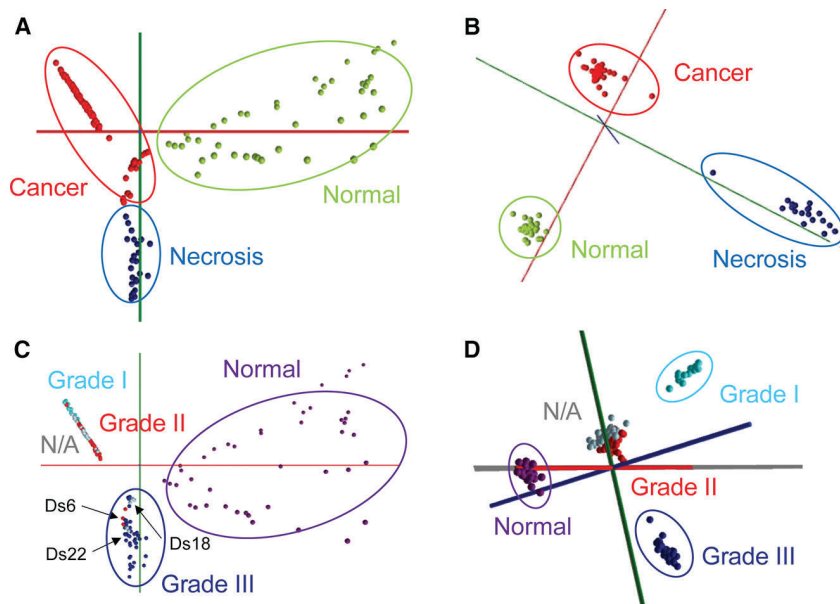 A
Cancer
Normal
Necrosis
B
Cancer
Normal
Necrosis
C
Grade I
Normal
Grade II
N/A
Ds6
Ds18
Ds22
Grade III
D
Grade I
N/A
Grade II
Normal
Grade III